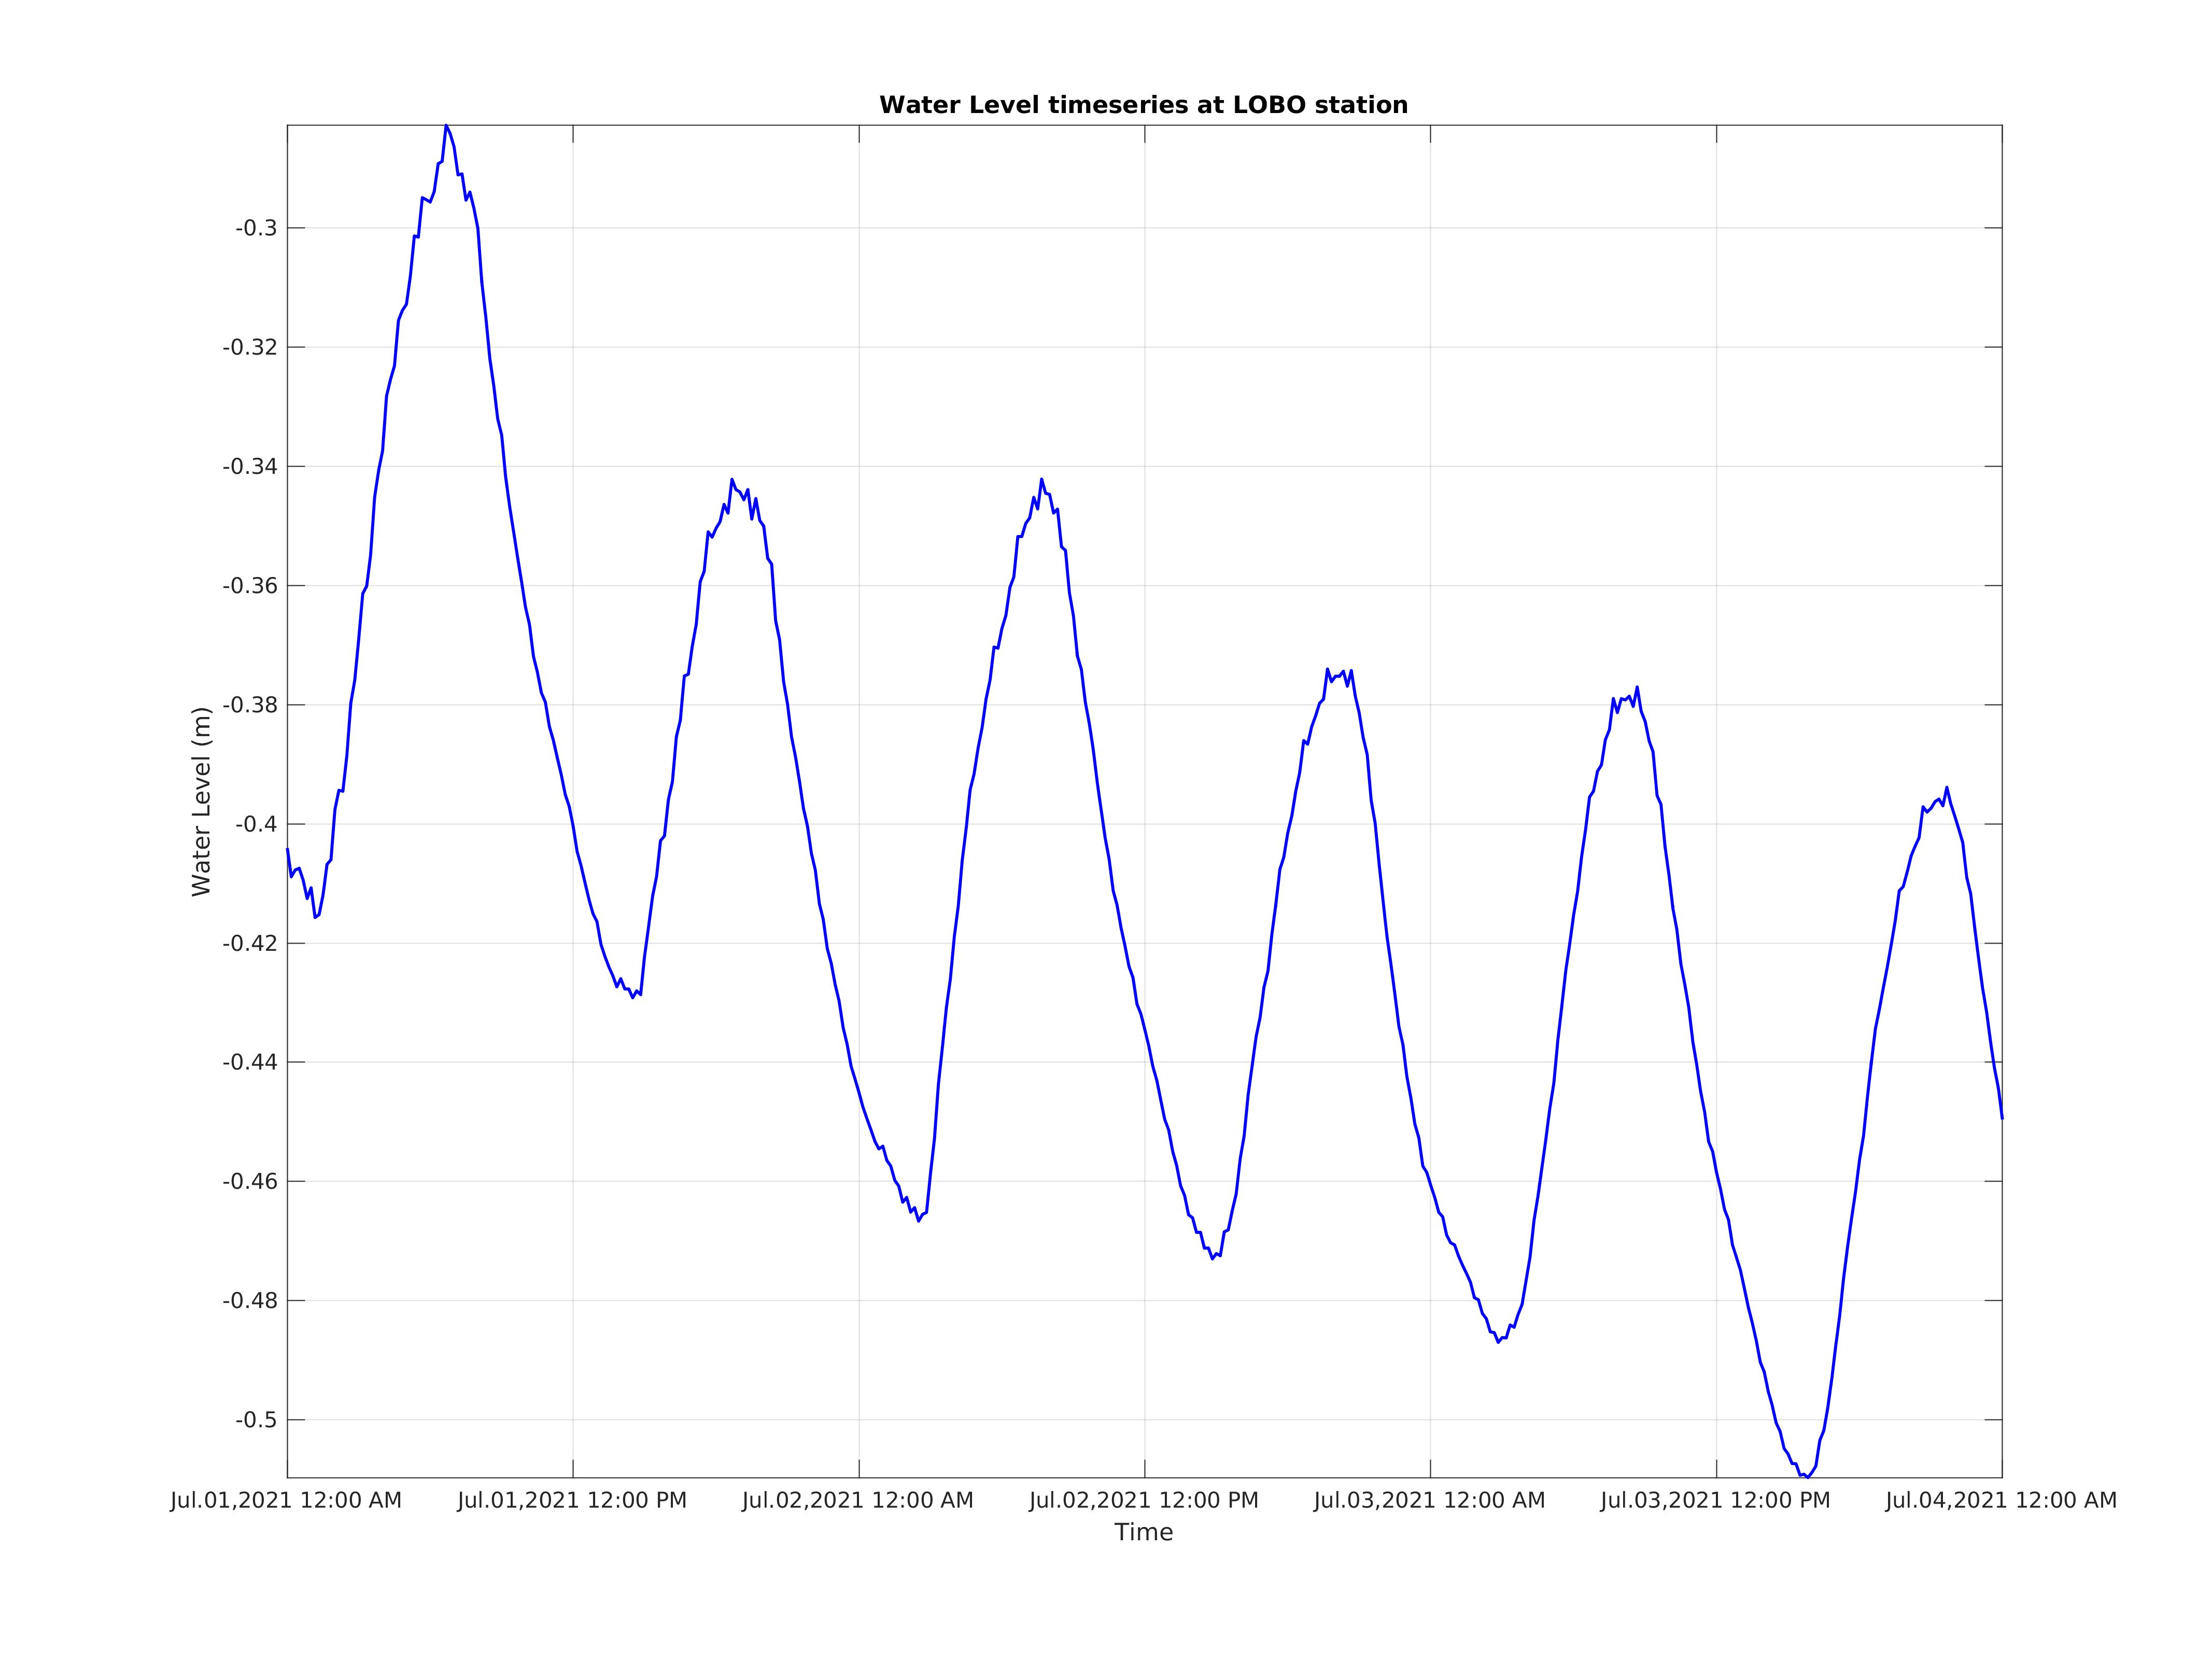 Water Level timeseries at LOBO station
-0.3
-0.32
-0.34
-0.36
-0.38
-0.4
-0.42
-0.44
-0.46
-0.48
-0.5
Water Level (m)
Jul.01,2021 12:00 AM
Jul.01,2021 12:00 PM
Jul.02,2021 12:00 AM
Jul.02,2021 12:00 PM
Jul.03,2021 12:00 AM
Jul.03,2021 12:00 PM
Jul.04,2021 12:00 AM
Time